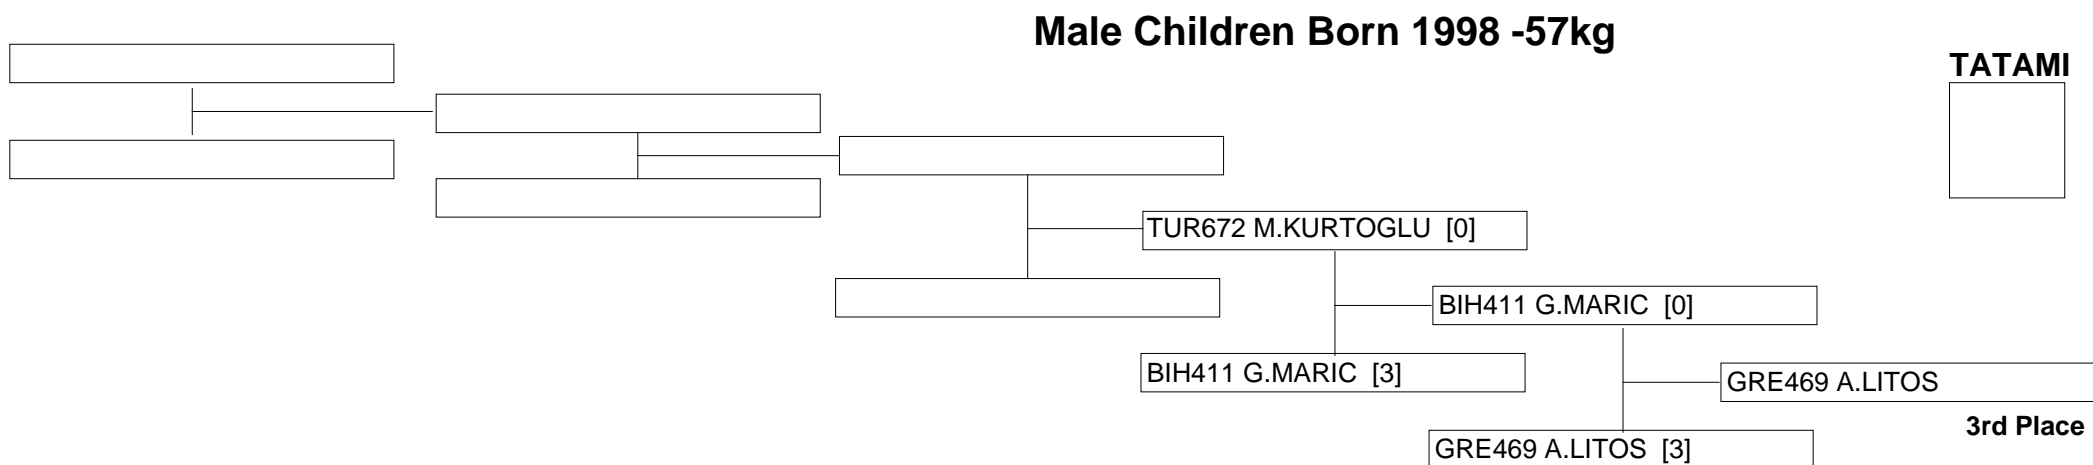 Male Children Born 1998 -57kg
TATAMI
TUR672 M.KURTOGLU [0]
BIH411 G.MARIC [0]
BIH411 G.MARIC [3]
GRE469 A.LITOS
3rd Place
GRE469 A.LITOS [3]